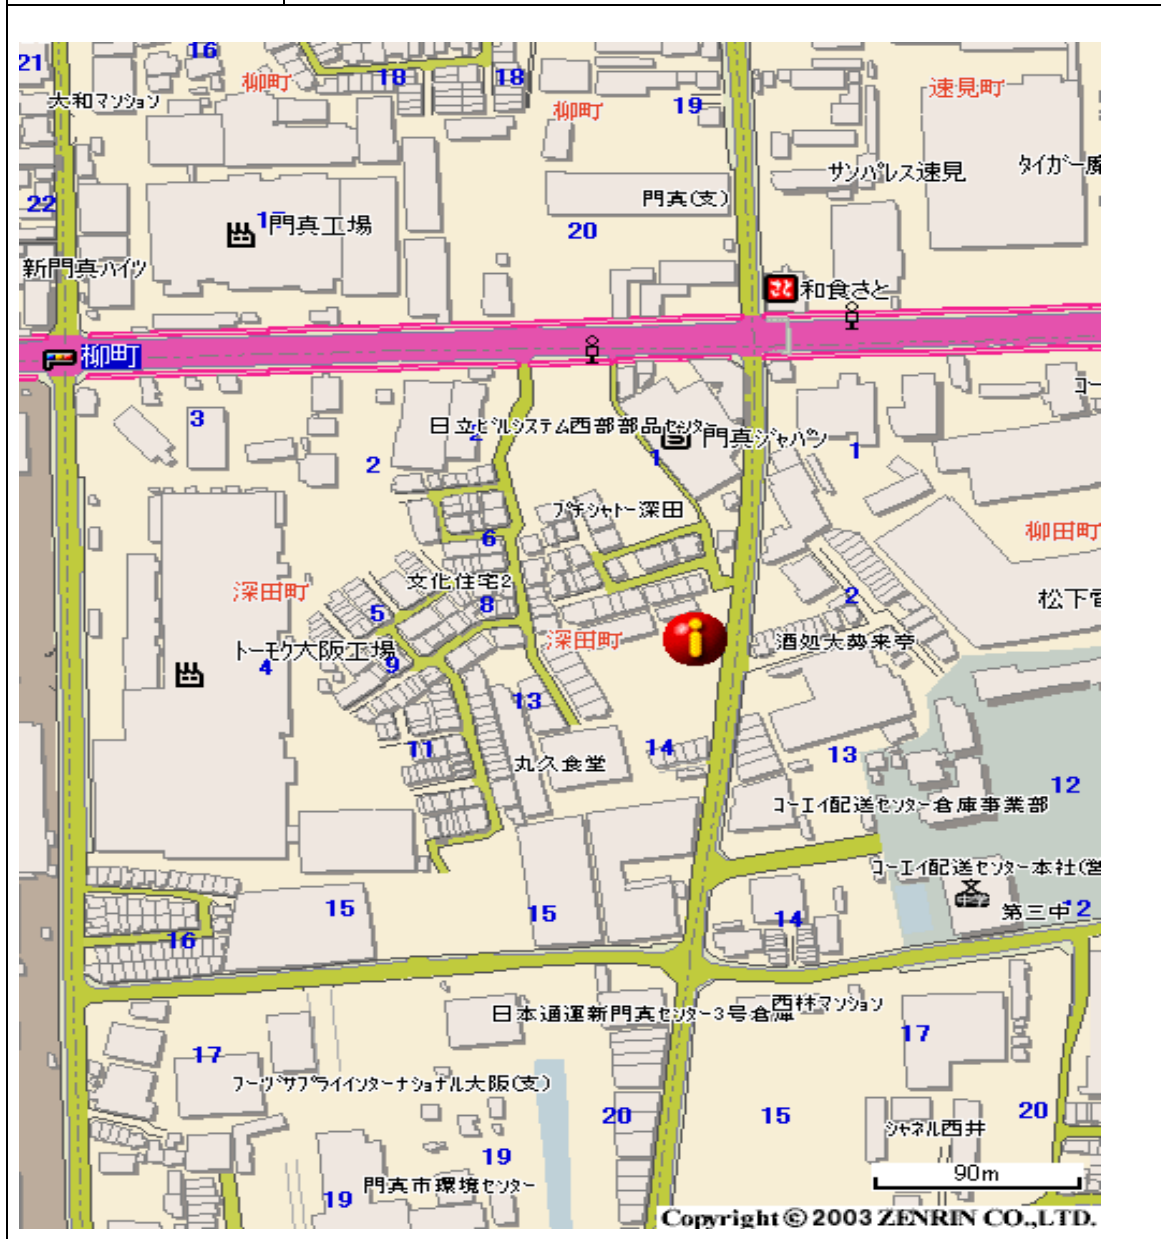 16
21
柳町
18
18
大和マンション
柳町
19
速見町
サンパレス速見
タイガー魔
22
門真(支)
17
門真工場
20
新門真ハイツ
さと
和食さと
柳町
3
日立ビルシステム西部部品センター
2
門真ジャパン
コー
2
1
1
プチシャトー深田
6
柳田町
文化住宅2
深田町
5
8
2
松下電
トーモク大阪工場
深田町
酒処大勢来亭
4
9
13
11
14
13
丸久食堂
12
コーエイ配送センター倉庫事業部
コーエイ配送センター本社(営
15
15
14
第三中
12
16
日本通運新門真センター3号倉庫
西林マンション
17
17
フーヅサプライインターナショナル大阪(支)
20
15
20
シャネル西井
19
19
門真市環境センター
90m
Copyright © 2003 ZENRIN CO.,LTD.